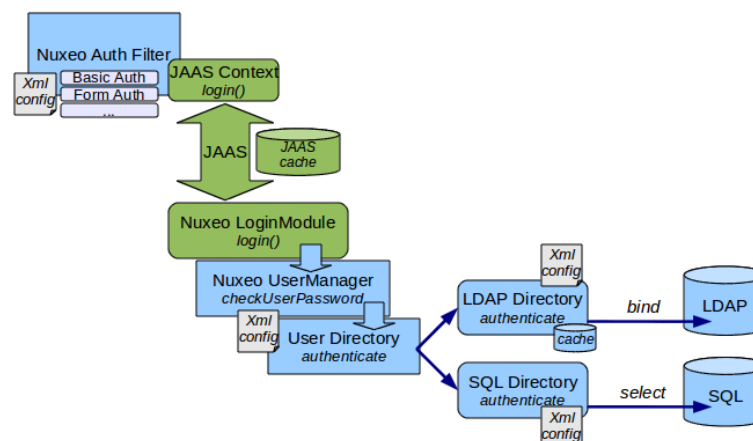 Nuxeo Auth Filter
Xml
config
Basic Auth
Form Auth
...
JAAS Context
login()
JAAS
JAAS
cache
Nuxeo LoginModule
login()
Nuxeo UserManager
checkUserPassword
Xml
config
User Directory
authenticate
Xml
config
LDAP Directory
authenticate
cache
bind
LDAP
SQL Directory
authenticate
Xml
config
select
SQL